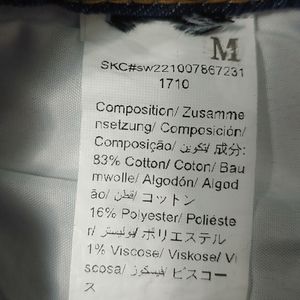 M
SKC#sw221007867231
1710
Composition/ Zusamme
nsetzung/ Composición/
Composição/ تكوين/ 成分:
83% Cotton/ Coton/ Bau
mwolle/ Algodón/ Algod
ão/ قطن/ コットン
16% Polyester/ Poliéste
r/ بوليستر/ ポリエステル
1% Viscose/ Viskose/ Vi
scosa/ فيسكوز/ ビスコー
ス